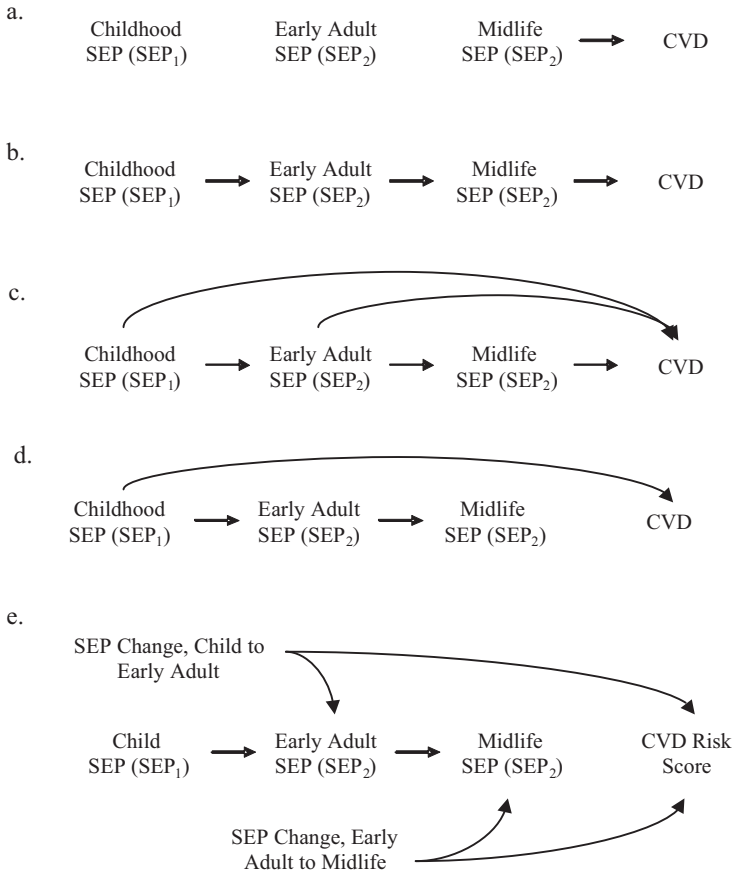 a.
Childhood Early Adult Midlife
SEP (SEP₁) SEP (SEP₂) SEP (SEP₂) CVD
b.
Childhood Early Adult Midlife
SEP (SEP₁) SEP (SEP₂) SEP (SEP₂) CVD
c.
Childhood Early Adult Midlife
SEP (SEP₁) SEP (SEP₂) SEP (SEP₂) CVD
d.
Childhood Early Adult Midlife
SEP (SEP₁) SEP (SEP₂) SEP (SEP₂) CVD
e.
SEP Change, Child to
Early Adult
Child Early Adult Midlife CVD Risk
SEP (SEP₁) SEP (SEP₂) SEP (SEP₂) Score
SEP Change, Early
Adult to Midlife